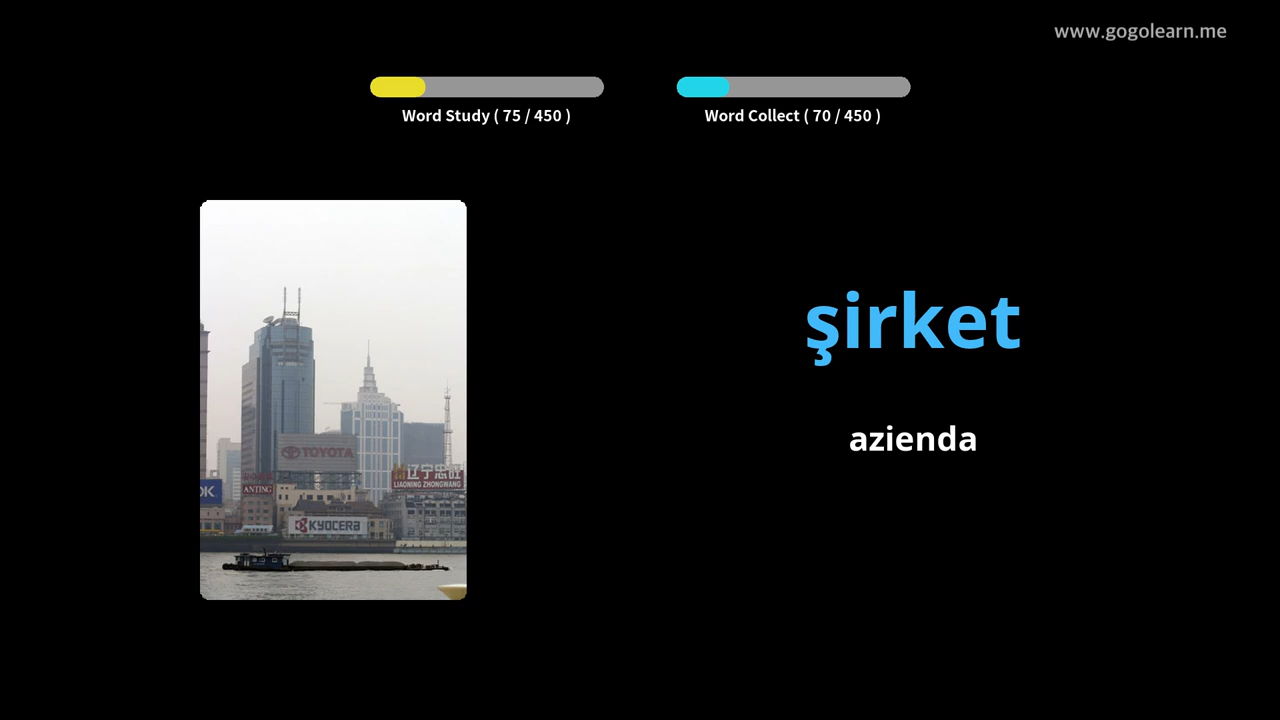 www.gogolearn.me
Word Study ( 75 / 450 )
Word Collect ( 70 / 450 )
şirket
azienda
TOYOTA
辽宁忠旺
LIAONING ZHONGWANG
OK
ANTING
KYOCERA